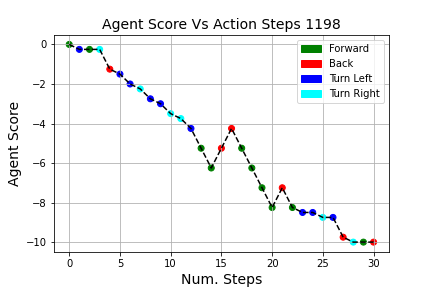 Agent Score Vs Action Steps 1198
Forward
Back
Turn Left
Turn Right
Agent Score
0
−2
−4
−6
−8
−10
0 5 10 15 20 25 30
Num. Steps